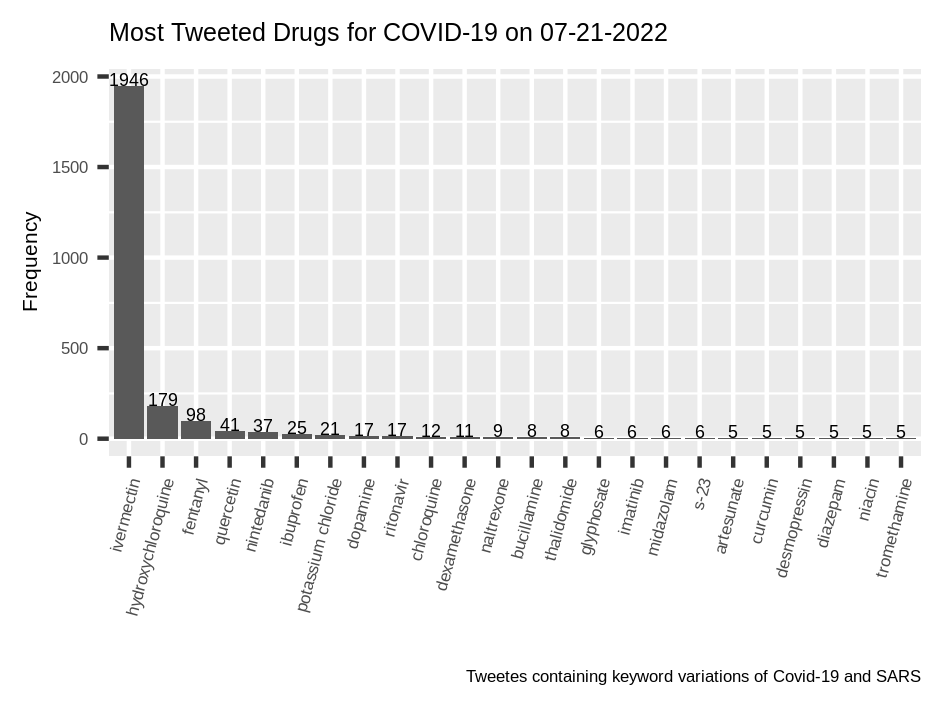 Most Tweeted Drugs for COVID-19 on 07-21-2022
Frequency
2000
1500
1000
500
0
1946
179
98
41
37
25
21
17
17
12
11
9
8
8
6
6
6
6
5
5
5
5
5
5
ivermectin
hydroxychloroquine
fentanyl
quercetin
nintedanib
ibuprofen
potassium chloride
dopamine
ritonavir
chloroquine
dexamethasone
naltrexone
bucillamine
thalidomide
glyphosate
imatinib
midazolam
s-23
artesunate
curcumin
desmopressin
diazepam
niacin
tromethamine
Tweetes containing keyword variations of Covid-19 and SARS